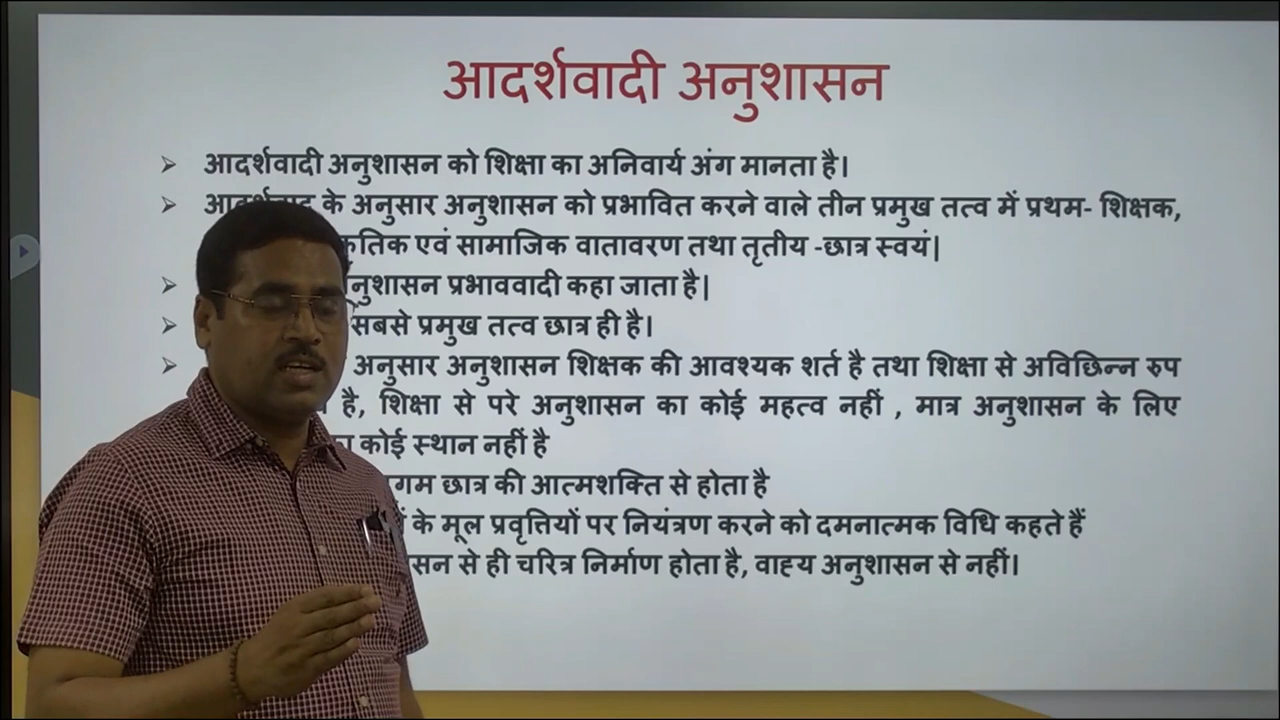 आदर्शवादी अनुशासन
आदर्शवादी अनुशासन को शिक्षा का अनिवार्य अंग मानता है।
के अनुसार अनुशासन को प्रभावित करने वाले तीन प्रमुख तत्व में प्रथम- शिक्षक,
एवं सामाजिक वातावरण तथा तृतीय -छात्र स्वयं|
प्रभाववादी कहा जाता है|
सबसे प्रमुख तत्व छात्र ही है।
अनुसार अनुशासन शिक्षक की आवश्यक शर्त है तथा शिक्षा से अविछिन्न रुप
है, शिक्षा से परे अनुशासन का कोई महत्व नहीं , मात्र अनुशासन के लिए
कोई स्थान नहीं है
छात्र की आत्मशक्ति से होता है
के मूल प्रवृत्तियों पर नियंत्रण करने को दमनात्मक विधि कहते हैं
से ही चरित्र निर्माण होता है, वाह्य अनुशासन से नहीं।